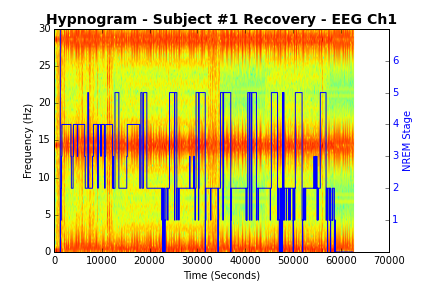 Hypnogram - Subject #1 Recovery - EEG Ch1
30
25
20
15
10
5
0
Frequency (Hz)
6
5
4
3
2
1
NREM Stage
0 10000 20000 30000 40000 50000 60000 70000
Time (Seconds)